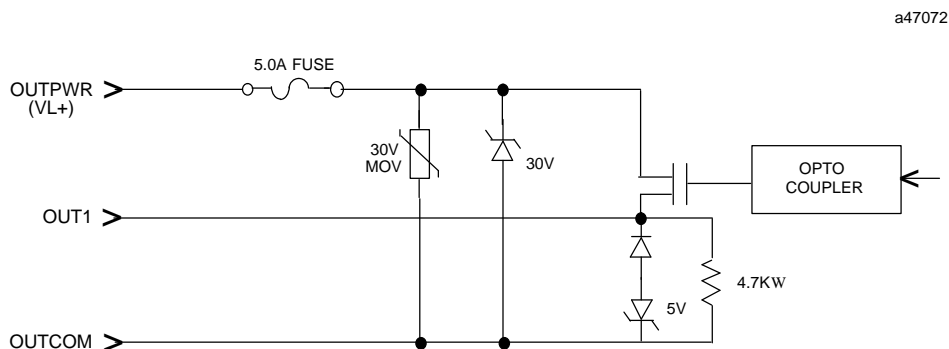 a47072
5.0A FUSE
OUTPWR
(VL+)
30V
MOV
30V
OPTO
COUPLER
OUT1
5V
4.7KW
OUTCOM